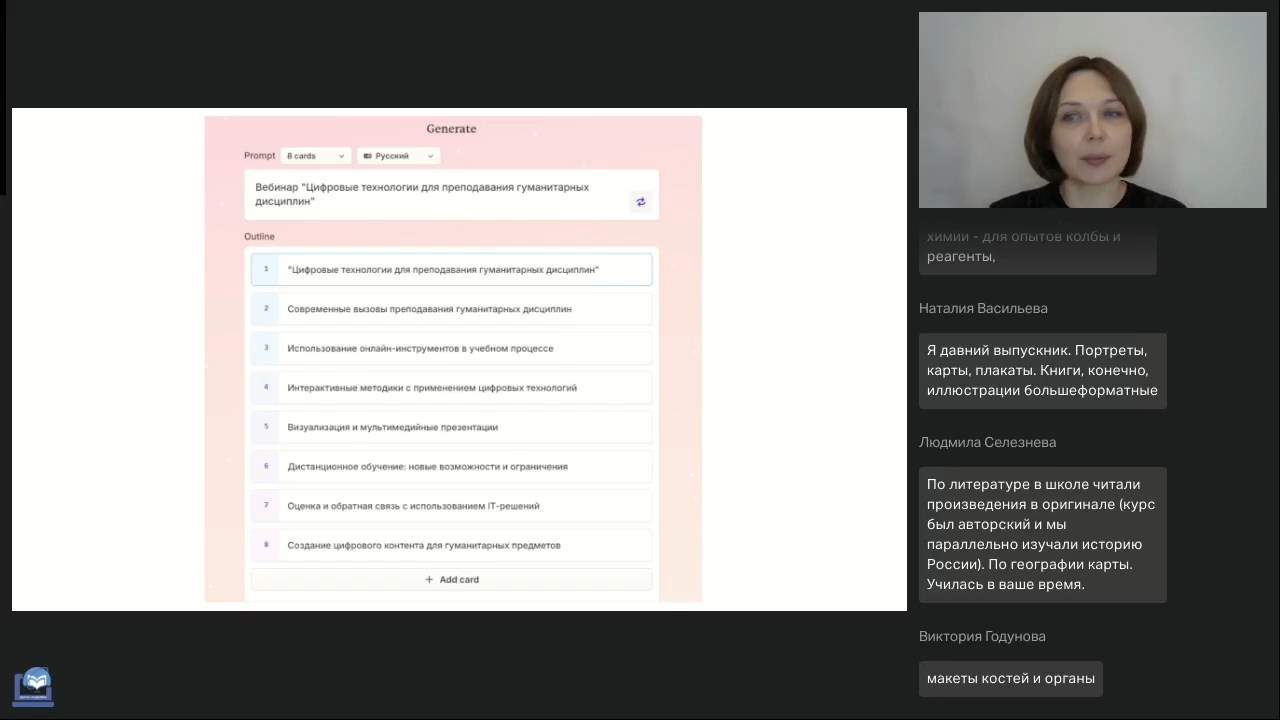 Generate
Prompt
8 cards
Русский
Вебинар "Цифровые технологии для преподавания гуманитарных
дисциплин"
Outline
1 "Цифровые технологии для преподавания гуманитарных дисциплин"
2 Современные вызовы преподавания гуманитарных дисциплин
3 Использование онлайн-инструментов в учебном процессе
4 Интерактивные методики с применением цифровых технологий
5 Визуализация и мультимедийные презентации
6 Дистанционное обучение: новые возможности и ограничения
7 Оценка и обратная связь с использованием IT-решений
8 Создание цифрового контента для гуманитарных предметов
+ Add card
химии - для опытов колбы и
реагенты,
Наталия Васильева
Я давний выпускник. Портреты,
карты, плакаты. Книги, конечно,
иллюстрации большеформатные
Людмила Селезнева
По литературе в школе читали
произведения в оригинале (курс
был авторский и мы
параллельно изучали историю
России). По географии карты.
Училась в ваше время.
Виктория Годунова
макеты костей и органы